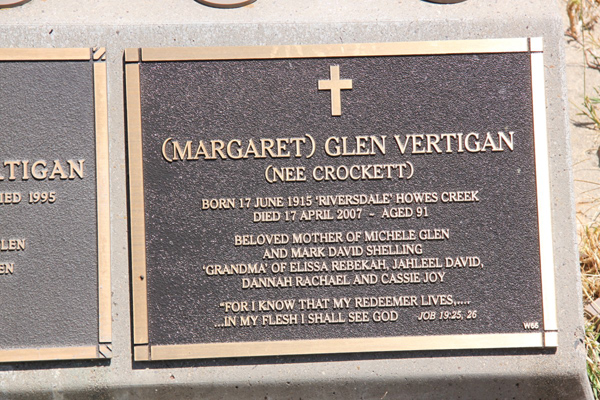 RTIGAN
IED 1995
LEN
EN
(MARGARET) GLEN VERTIGAN
(NEE CROCKETT)
BORN 17 JUNE 1915 'RIVERSDALE' HOWES CREEK
DIED 17 APRIL 2007 - AGED 91
BELOVED MOTHER OF MICHELE GLEN
AND MARK DAVID SHELLING
'GRANDMA' OF ELISSA REBEKAH, JAHLEEL DAVID,
DANNAH RACHAEL AND CASSIE JOY
"FOR I KNOW THAT MY REDEEMER LIVES,....
...IN MY FLESH I SHALL SEE GOD JOB 19:25, 26
W66